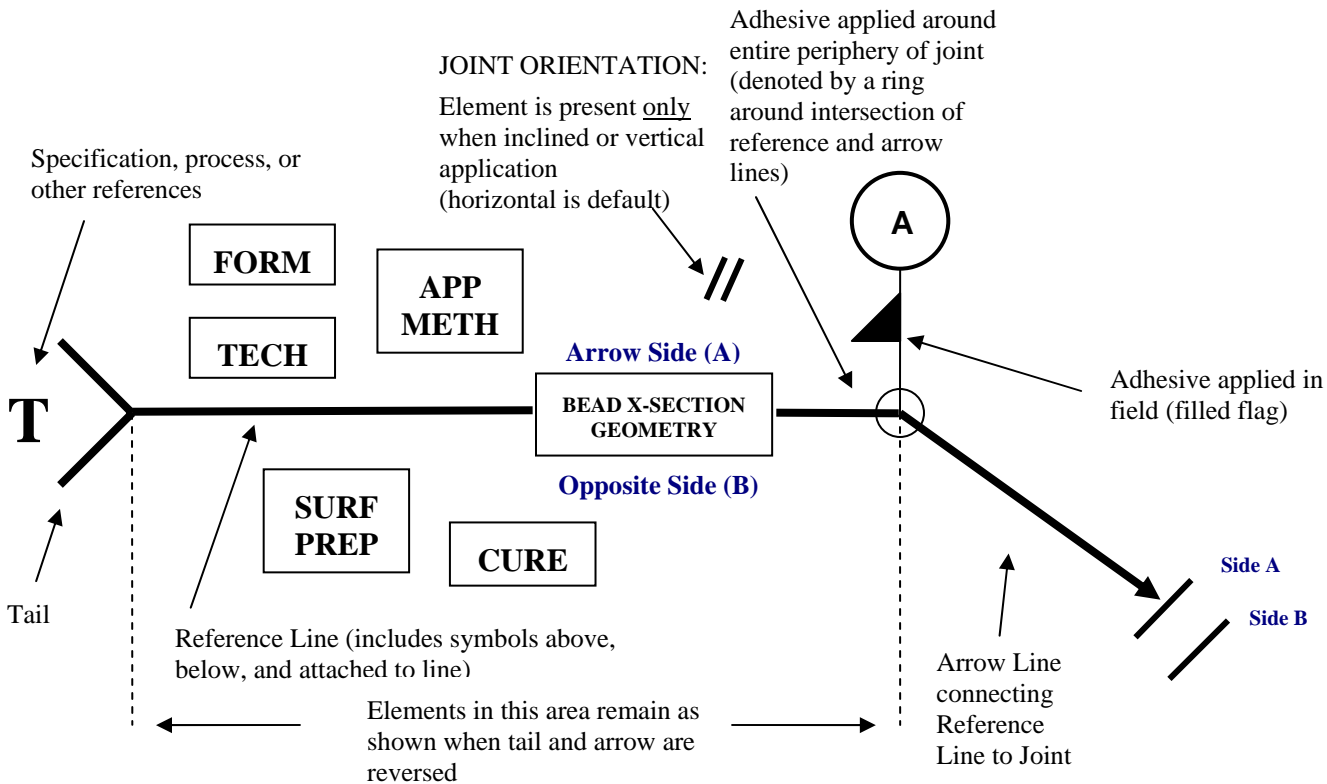 Adhesive applied around
entire periphery of joint
(denoted by a ring
around intersection of
reference and arrow
lines)
JOINT ORIENTATION:
Element is present only
when inclined or vertical
application
(horizontal is default)
Specification, process, or
other references
A
FORM
APP
METH
TECH
Arrow Side (A)
Adhesive applied in
field (filled flag)
T
BEAD X-SECTION
GEOMETRY
Opposite Side (B)
SURF
PREP
CURE
Side A
Side B
Tail
Reference Line (includes symbols above,
below, and attached to line)
Arrow Line
connecting
Reference
Line to Joint
Elements in this area remain as
shown when tail and arrow are
reversed